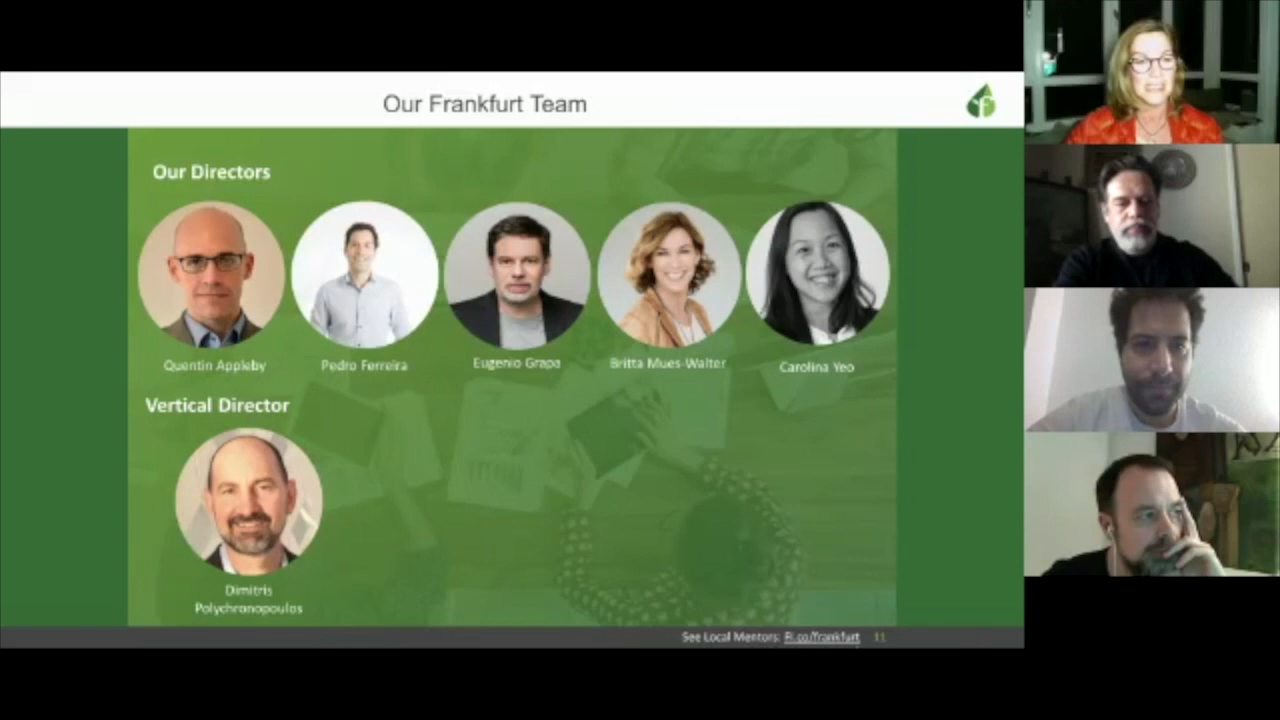 Our Frankfurt Team
Our Directors
Quentin Appleby
Pedro Ferreira
Eugenio Grapa
Britta Mues-Walter
Carolina Yeo
Vertical Director
Dimitris
Polychronopoulos
See Local Mentors: FI.co/frankfurt 11